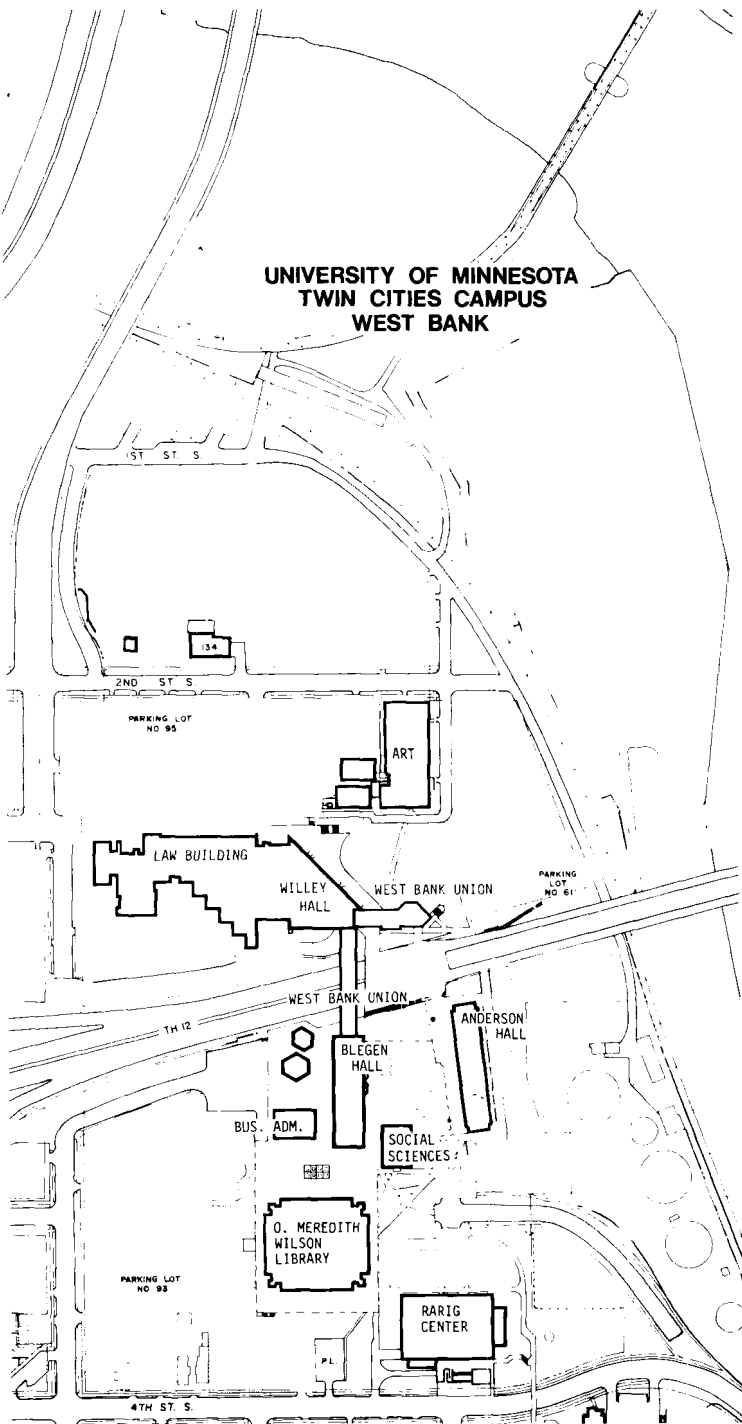 UNIVERSITY OF MINNESOTA
TWIN CITIES CAMPUS
WEST BANK
1ST ST. S.
134
2ND ST S.
PARKING LOT
NO 95
ART
LAW BUILDING
WILLEY
HALL
WEST BANK UNION
PARKING
LOT
NO. 61
WEST BANK UNION
TH 12
ANDERSON
HALL
BLEGEN
HALL
BUS. ADM.
SOCIAL
SCIENCES
O. MEREDITH
WILSON
LIBRARY
PARKING LOT
NO 93
RARIG
CENTER
P.L.
4TH ST. S.